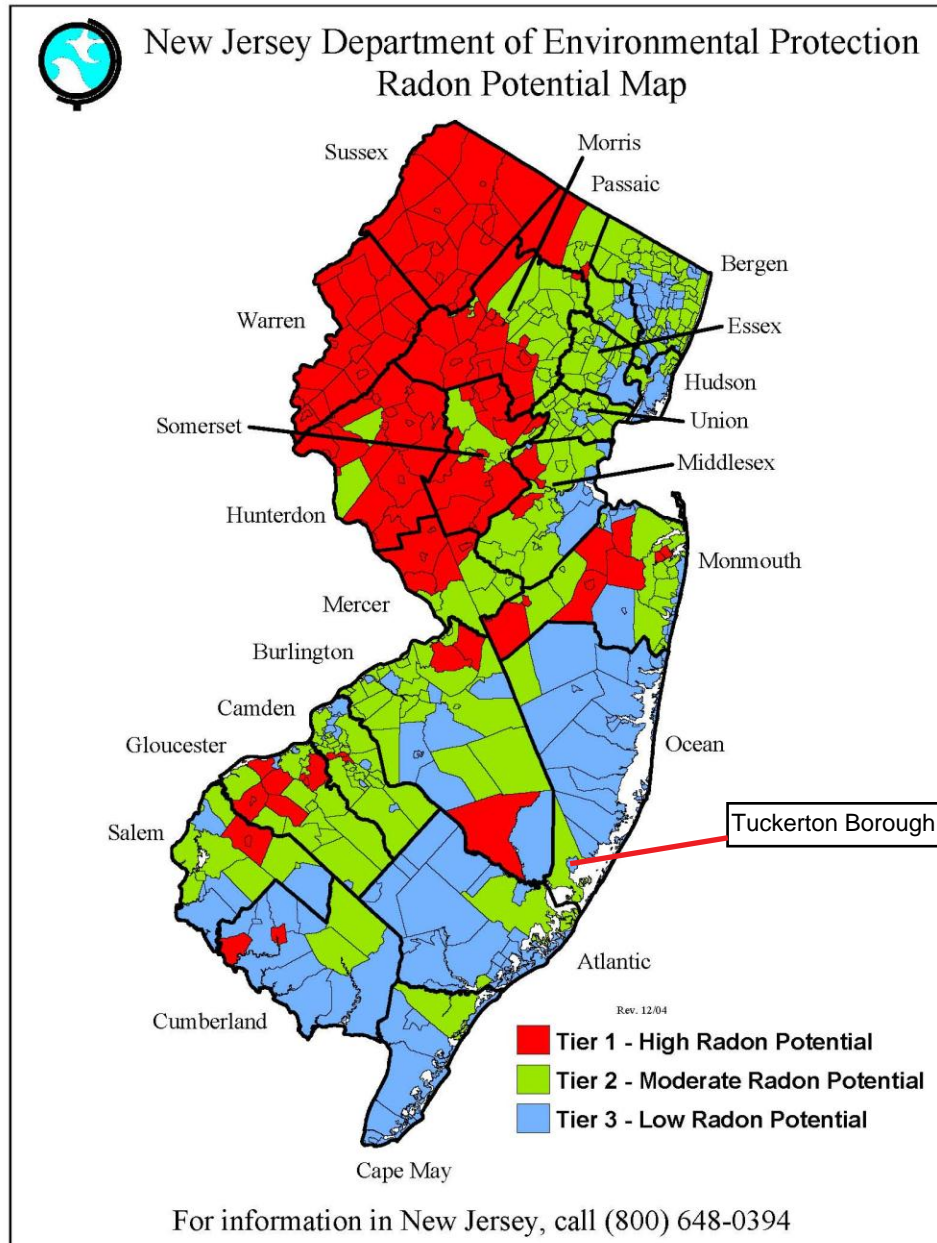 New Jersey Department of Environmental Protection
Radon Potential Map
Sussex
Morris
Passaic
Bergen
Warren
Essex
Hudson
Somerset
Union
Middlesex
Hunterdon
Monmouth
Mercer
Burlington
Camden
Ocean
Gloucester
Tuckerton Borough
Salem
Atlantic
Cumberland
Rev. 12/04
Tier 1 - High Radon Potential
Tier 2 - Moderate Radon Potential
Tier 3 - Low Radon Potential
Cape May
For information in New Jersey, call (800) 648-0394